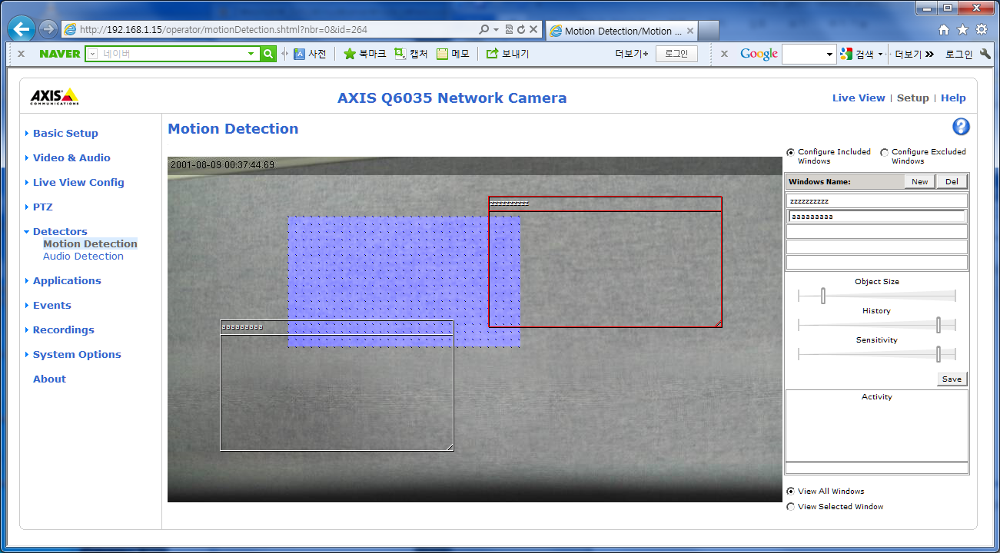 http://192.168.1.15/operator/motionDetection.shtml?nbr=0&id=264
Motion Detection/Motion ...
NAVER 네이버 사전 북마크 캡처 메모 보내기 더보기+ 로그인 Google 검색 더보기 로그인
AXIS
COMMUNICATIONS
AXIS Q6035 Network Camera
Live View | Setup | Help
Basic Setup
Video & Audio
Live View Config
PTZ
Detectors
Motion Detection
Audio Detection
Applications
Events
Recordings
System Options
About
Motion Detection
2001-08-09 00:37:44.69
zzzzzzzzzz
aaaaaaaaa
Configure Included
Windows
Configure Excluded
Windows
Windows Name: New Del
zzzzzzzzzz
aaaaaaaaa
Object Size
History
Sensitivity
Save
Activity
View All Windows
View Selected Window